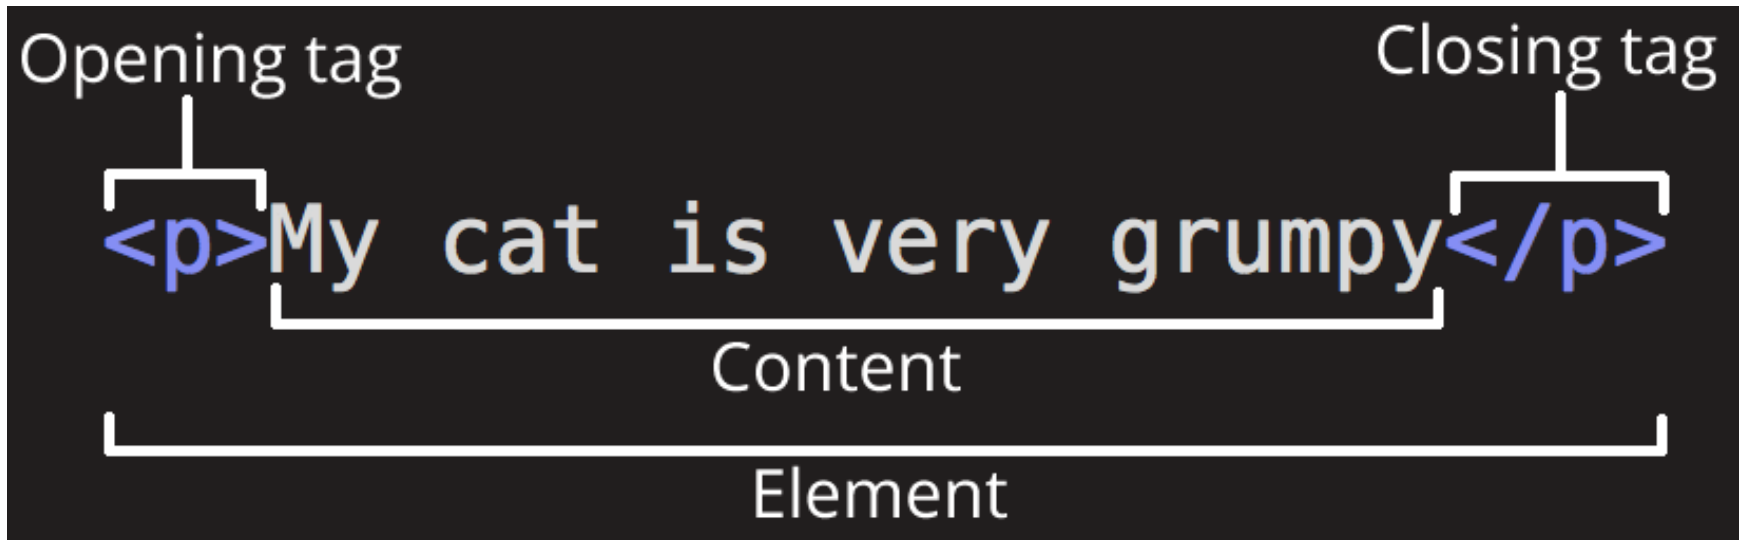 Opening tag
Closing tag
<p>My cat is very grumpy</p>
Content
Element